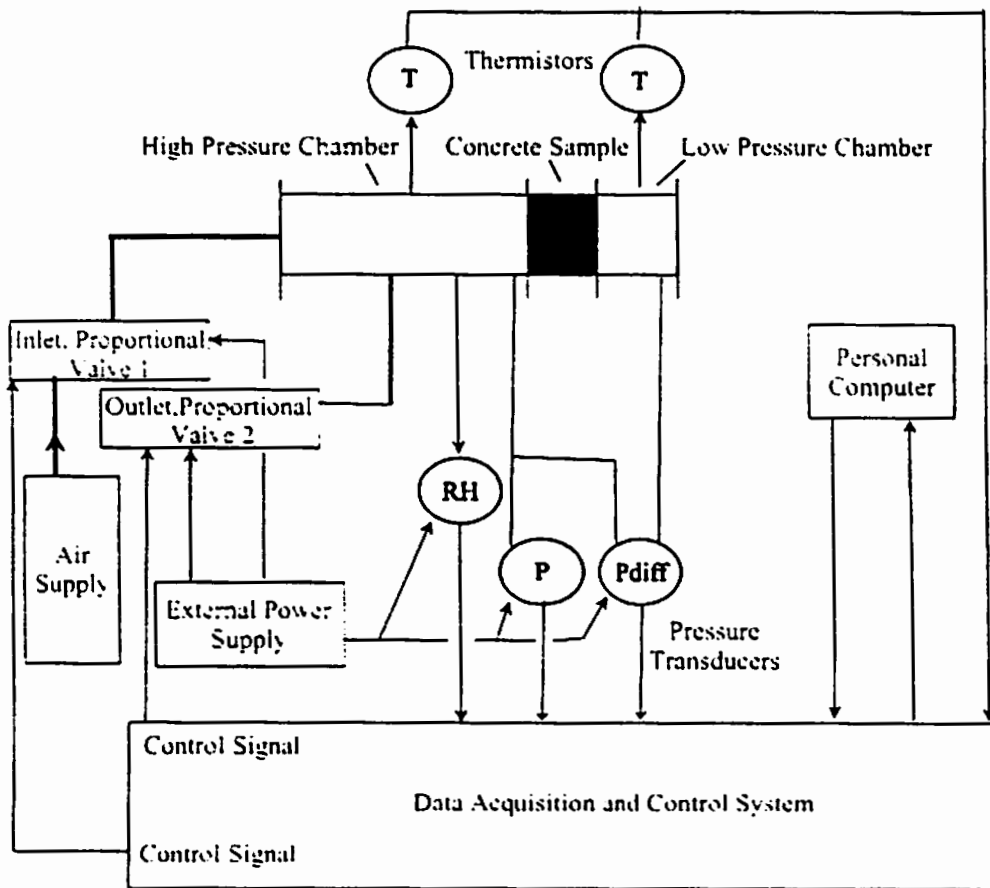 T
Thermistors
T
High Pressure Chamber
Concrete Sample
Low Pressure Chamber
Inlet, Proportional
Valve 1
Outlet,Proportional
Valve 2
Personal
Computer
RH
Air
Supply
P
Pdiff
External Power
Supply
Pressure
Transducers
Control Signal
Data Acquisition and Control System
Control Signal